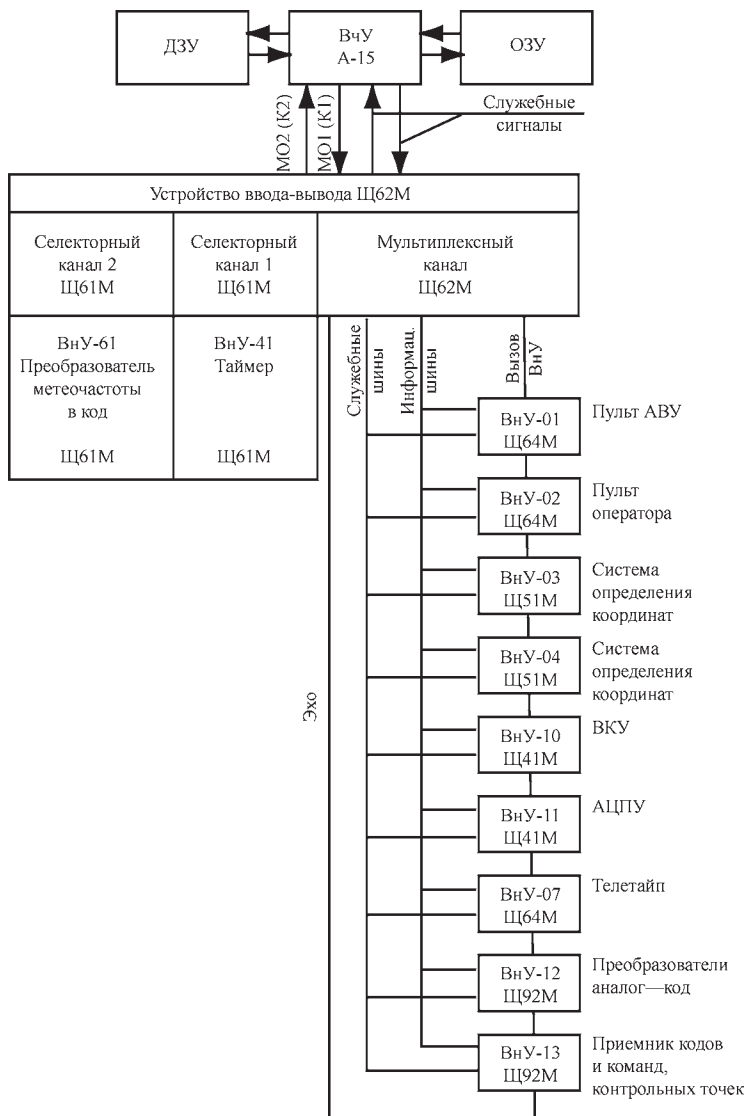 ДЗУ
ВчУ
А-15
ОЗУ
МО2 (К2)
МО1 (К1)
Служебные
сигналы
Устройство ввода-вывода Щ62М
Селекторный
канал 2
Щ61М
Селекторный
канал 1
Щ61М
Мультиплексный
канал
Щ62М
ВнУ-61
Преобразователь
метеочастоты
в код
Щ61М
ВнУ-41
Таймер
Щ61М
Эхо
Служебные
шины
Информац.
шины
Вызов
ВнУ
ВнУ-01
Щ64М
Пульт АВУ
ВнУ-02
Щ64М
Пульт
оператора
ВнУ-03
Щ51М
Система
определения
координат
ВнУ-04
Щ51М
Система
определения
координат
ВнУ-10
Щ41М
ВКУ
ВнУ-11
Щ41М
АЦПУ
ВнУ-07
Щ64М
Телетайп
ВнУ-12
Щ92М
Преобразователи
аналог—код
ВнУ-13
Щ92М
Приемник кодов
и команд,
контрольных точек